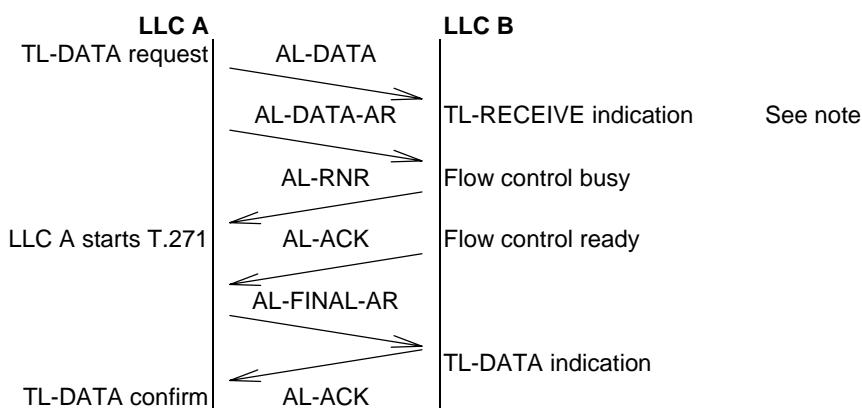 LLC A LLC B
TL-DATA request AL-DATA
AL-DATA-AR TL-RECEIVE indication See note
AL-RNR Flow control busy
LLC A starts T.271 AL-ACK Flow control ready
AL-FINAL-AR
TL-DATA indication
TL-DATA confirm AL-ACK